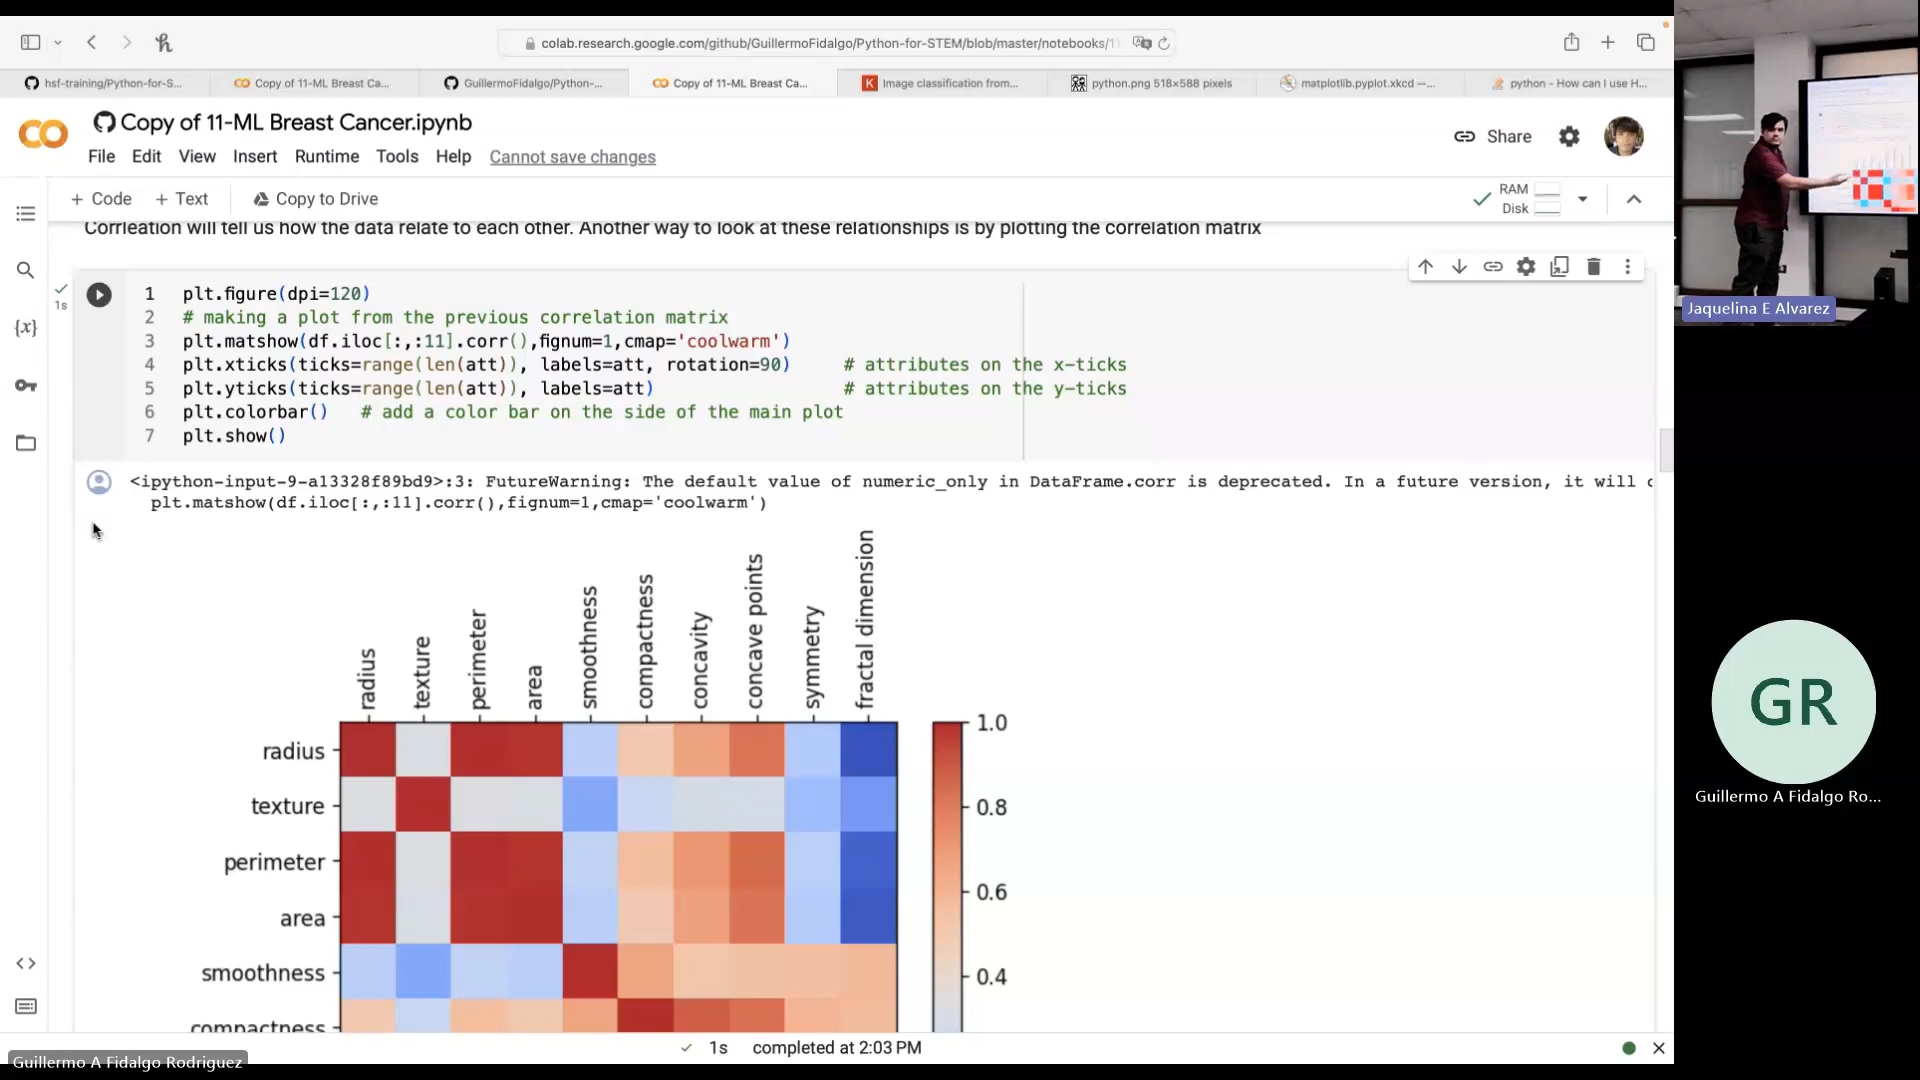 colab.research.google.com/github/GuillermoFidalgo/Python-for-STEM/blob/master/notebooks/1
hsf-training/Python-for-S...
Copy of 11-ML Breast Ca...
GuillermoFidalgo/Python-...
Copy of 11-ML Breast Ca...
Image classification from...
python.png 518×588 pixels
matplotlib.pyplot.xkcd —...
python - How can I use H...
Copy of 11-ML Breast Cancer.ipynb
Share
File Edit View Insert Runtime Tools Help Cannot save changes
+ Code + Text Copy to Drive
RAM
Disk
Corrleation will tell us how the data relate to each other. Another way to look at these relationships is by plotting the correlation matrix
1s
1 plt.figure(dpi=120)
2 # making a plot from the previous correlation matrix
3 plt.matshow(df.iloc[:,:11].corr(),fignum=1,cmap='coolwarm')
4 plt.xticks(ticks=range(len(att)), labels=att, rotation=90) # attributes on the x-ticks
5 plt.yticks(ticks=range(len(att)), labels=att) # attributes on the y-ticks
6 plt.colorbar() # add a color bar on the side of the main plot
7 plt.show()
<ipython-input-9-a13328f89bd9>:3: FutureWarning: The default value of numeric_only in DataFrame.corr is deprecated. In a future version, it will
plt.matshow(df.iloc[:,:11].corr(),fignum=1,cmap='coolwarm')
radius
texture
perimeter
area
smoothness
compactness
concavity
concave points
symmetry
fractal dimension
radius
texture
perimeter
area
smoothness
compactness
1.0
0.8
0.6
0.4
1s completed at 2:03 PM
Guillermo A Fidalgo Rodriguez
Jaquelina E Alvarez
GR
Guillermo A Fidalgo Ro...